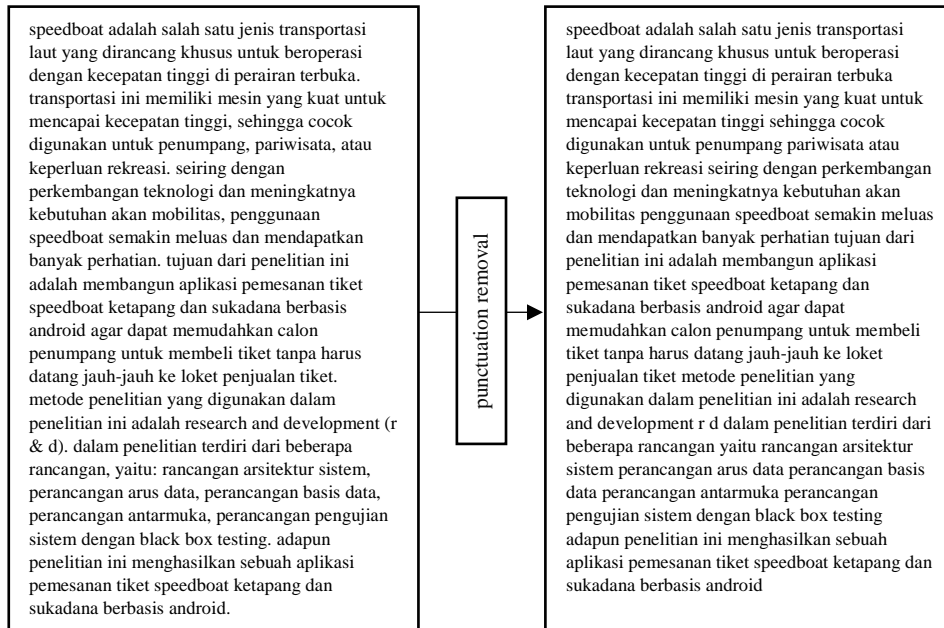 speedboat adalah salah satu jenis transportasi
laut yang dirancang khusus untuk beroperasi
dengan kecepatan tinggi di perairan terbuka.
transportasi ini memiliki mesin yang kuat untuk
mencapai kecepatan tinggi, sehingga cocok
digunakan untuk penumpang, pariwisata, atau
keperluan rekreasi. seiring dengan
perkembangan teknologi dan meningkatnya
kebutuhan akan mobilitas, penggunaan
speedboat semakin meluas dan mendapatkan
banyak perhatian. tujuan dari penelitian ini
adalah membangun aplikasi pemesanan tiket
speedboat ketapang dan sukadana berbasis
android agar dapat memudahkan calon
penumpang untuk membeli tiket tanpa harus
datang jauh-jauh ke loket penjualan tiket.
metode penelitian yang digunakan dalam
penelitian ini adalah research and development (r
& d). dalam penelitian terdiri dari beberapa
rancangan, yaitu: rancangan arsitektur sistem,
perancangan arus data, perancangan basis data,
perancangan antarmuka, perancangan pengujian
sistem dengan black box testing. adapun
penelitian ini menghasilkan sebuah aplikasi
pemesanan tiket speedboat ketapang dan
sukadana berbasis android.
punctuation removal
speedboat adalah salah satu jenis transportasi
laut yang dirancang khusus untuk beroperasi
dengan kecepatan tinggi di perairan terbuka
transportasi ini memiliki mesin yang kuat untuk
mencapai kecepatan tinggi sehingga cocok
digunakan untuk penumpang pariwisata atau
keperluan rekreasi seiring dengan perkembangan
teknologi dan meningkatnya kebutuhan akan
mobilitas penggunaan speedboat semakin meluas
dan mendapatkan banyak perhatian tujuan dari
penelitian ini adalah membangun aplikasi
pemesanan tiket speedboat ketapang dan
sukadana berbasis android agar dapat
memudahkan calon penumpang untuk membeli
tiket tanpa harus datang jauh-jauh ke loket
penjualan tiket metode penelitian yang
digunakan dalam penelitian ini adalah research
and development r d dalam penelitian terdiri dari
beberapa rancangan yaitu rancangan arsitektur
sistem perancangan arus data perancangan basis
data perancangan antarmuka perancangan
pengujian sistem dengan black box testing
adapun penelitian ini menghasilkan sebuah
aplikasi pemesanan tiket speedboat ketapang dan
sukadana berbasis android